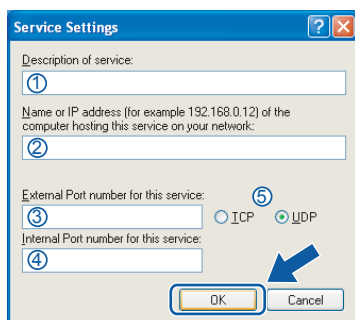 Service Settings
?
Description of service:
①
Name or IP address (for example 192.168.0.12) of the
computer hosting this service on your network:
②
External Port number for this service:
⑤
③
TCP
UDP
Internal Port number for this service:
④
OK
Cancel